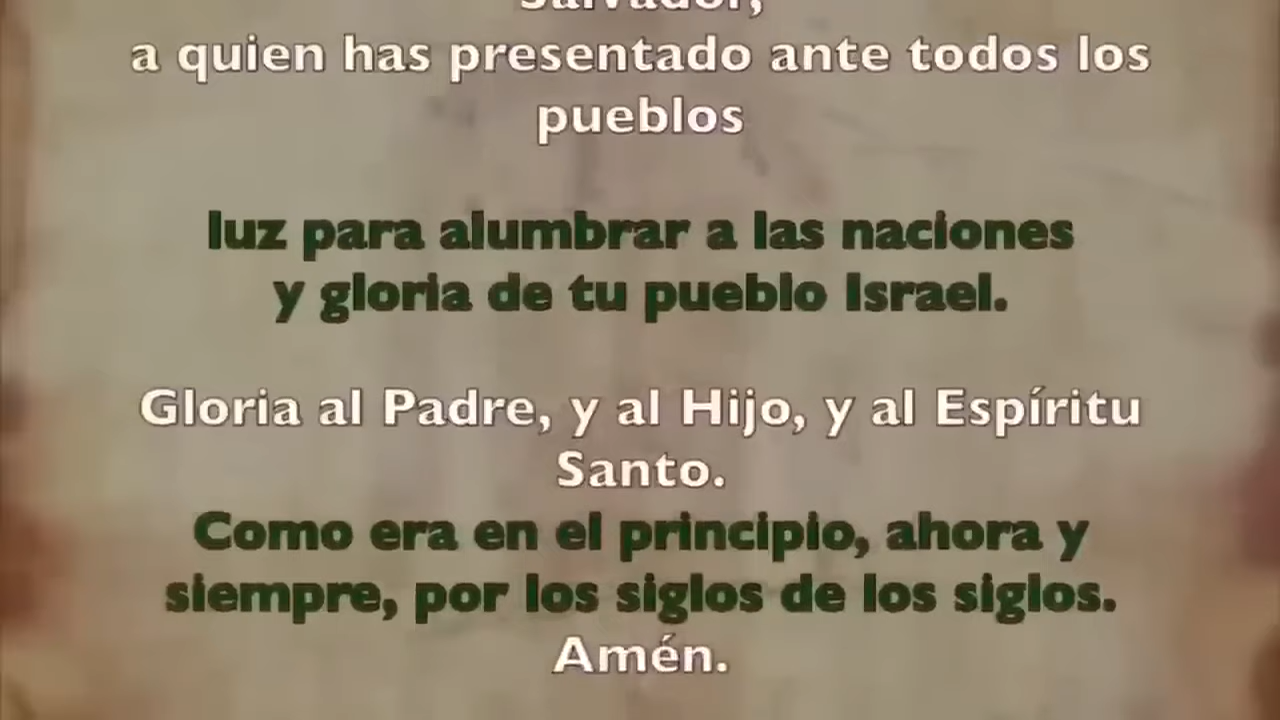 Salvador,
a quien has presentado ante todos los
pueblos
luz para alumbrar a las naciones
y gloria de tu pueblo Israel.
Gloria al Padre, y al Hijo, y al Espíritu
Santo.
Como era en el principio, ahora y
siempre, por los siglos de los siglos.
Amén.